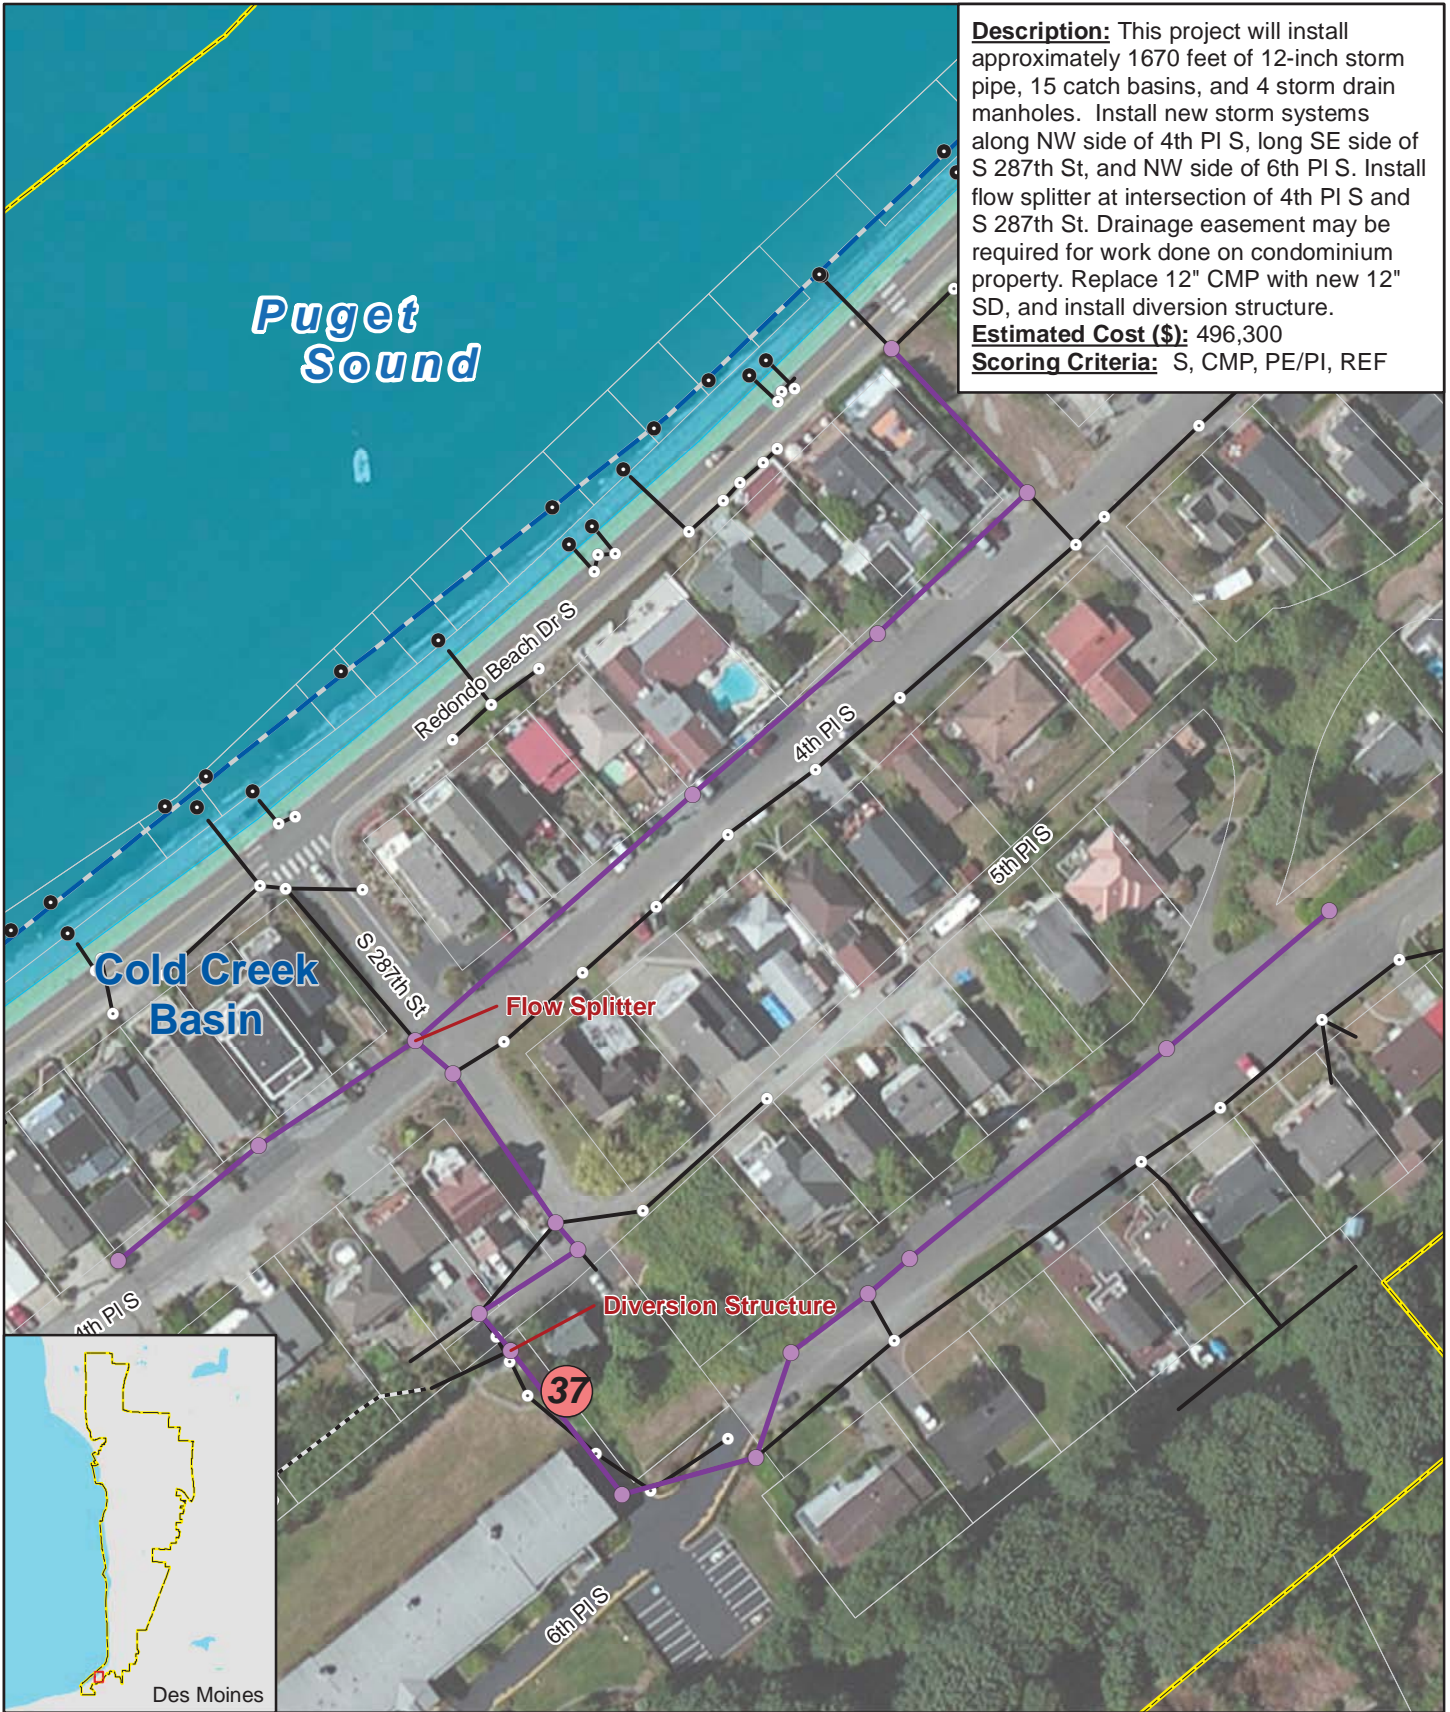 Description: This project will install
approximately 1670 feet of 12-inch storm
pipe, 15 catch basins, and 4 storm drain
manholes. Install new storm systems
along NW side of 4th Pl S, long SE side of
S 287th St, and NW side of 6th Pl S. Install
flow splitter at intersection of 4th Pl S and
S 287th St. Drainage easement may be
required for work done on condominium
property. Replace 12" CMP with new 12"
SD, and install diversion structure.
Estimated Cost ($): 496,300
Scoring Criteria: S, CMP, PE/PI, REF
Puget
Sound
Redondo Beach Dr S
4th Pl S
5th Pl S
S 287th St
Cold Creek
Basin
Flow Splitter
Diversion Structure
4th Pl S
37
6th Pl S
Des Moines